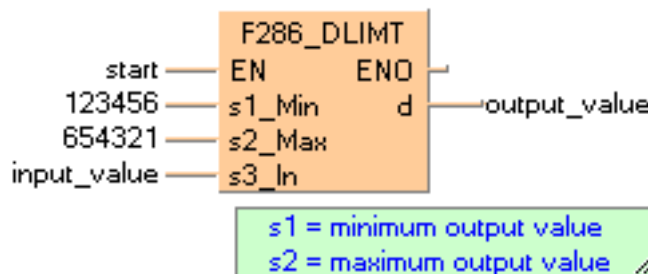 F286_DLIMT
start EN ENO
123456 s1_Min d output_value
654321 s2_Max
input_value s3_In
s1 = minimum output value
s2 = maximum output value